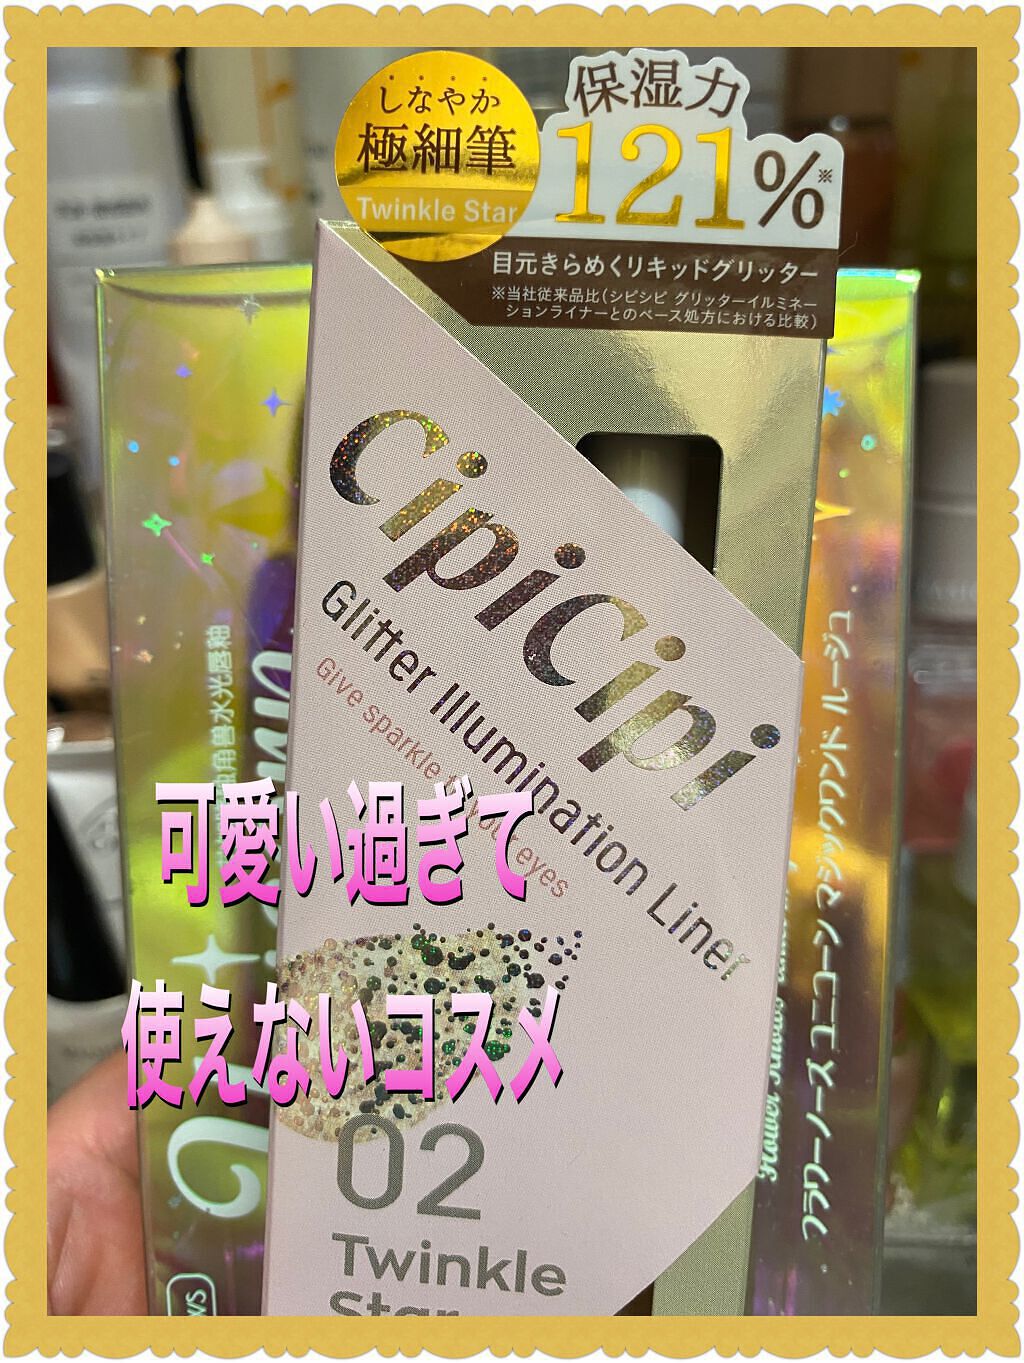 しなやか
極細筆
Twinkle Star
保湿力
121%※
目元きらめくリキッドグリッター
※当社従来品比(シピシピ グリッターイルミネー
ションライナーとのベース処方における比較)
cipicipi
Glitter Illumination Liner
Give sparkle to your eyes
可愛い過ぎて
使えないコスメ
02
Twinkle
Star
フラワーノーズ ユニコーン マジックワンド ルージュ